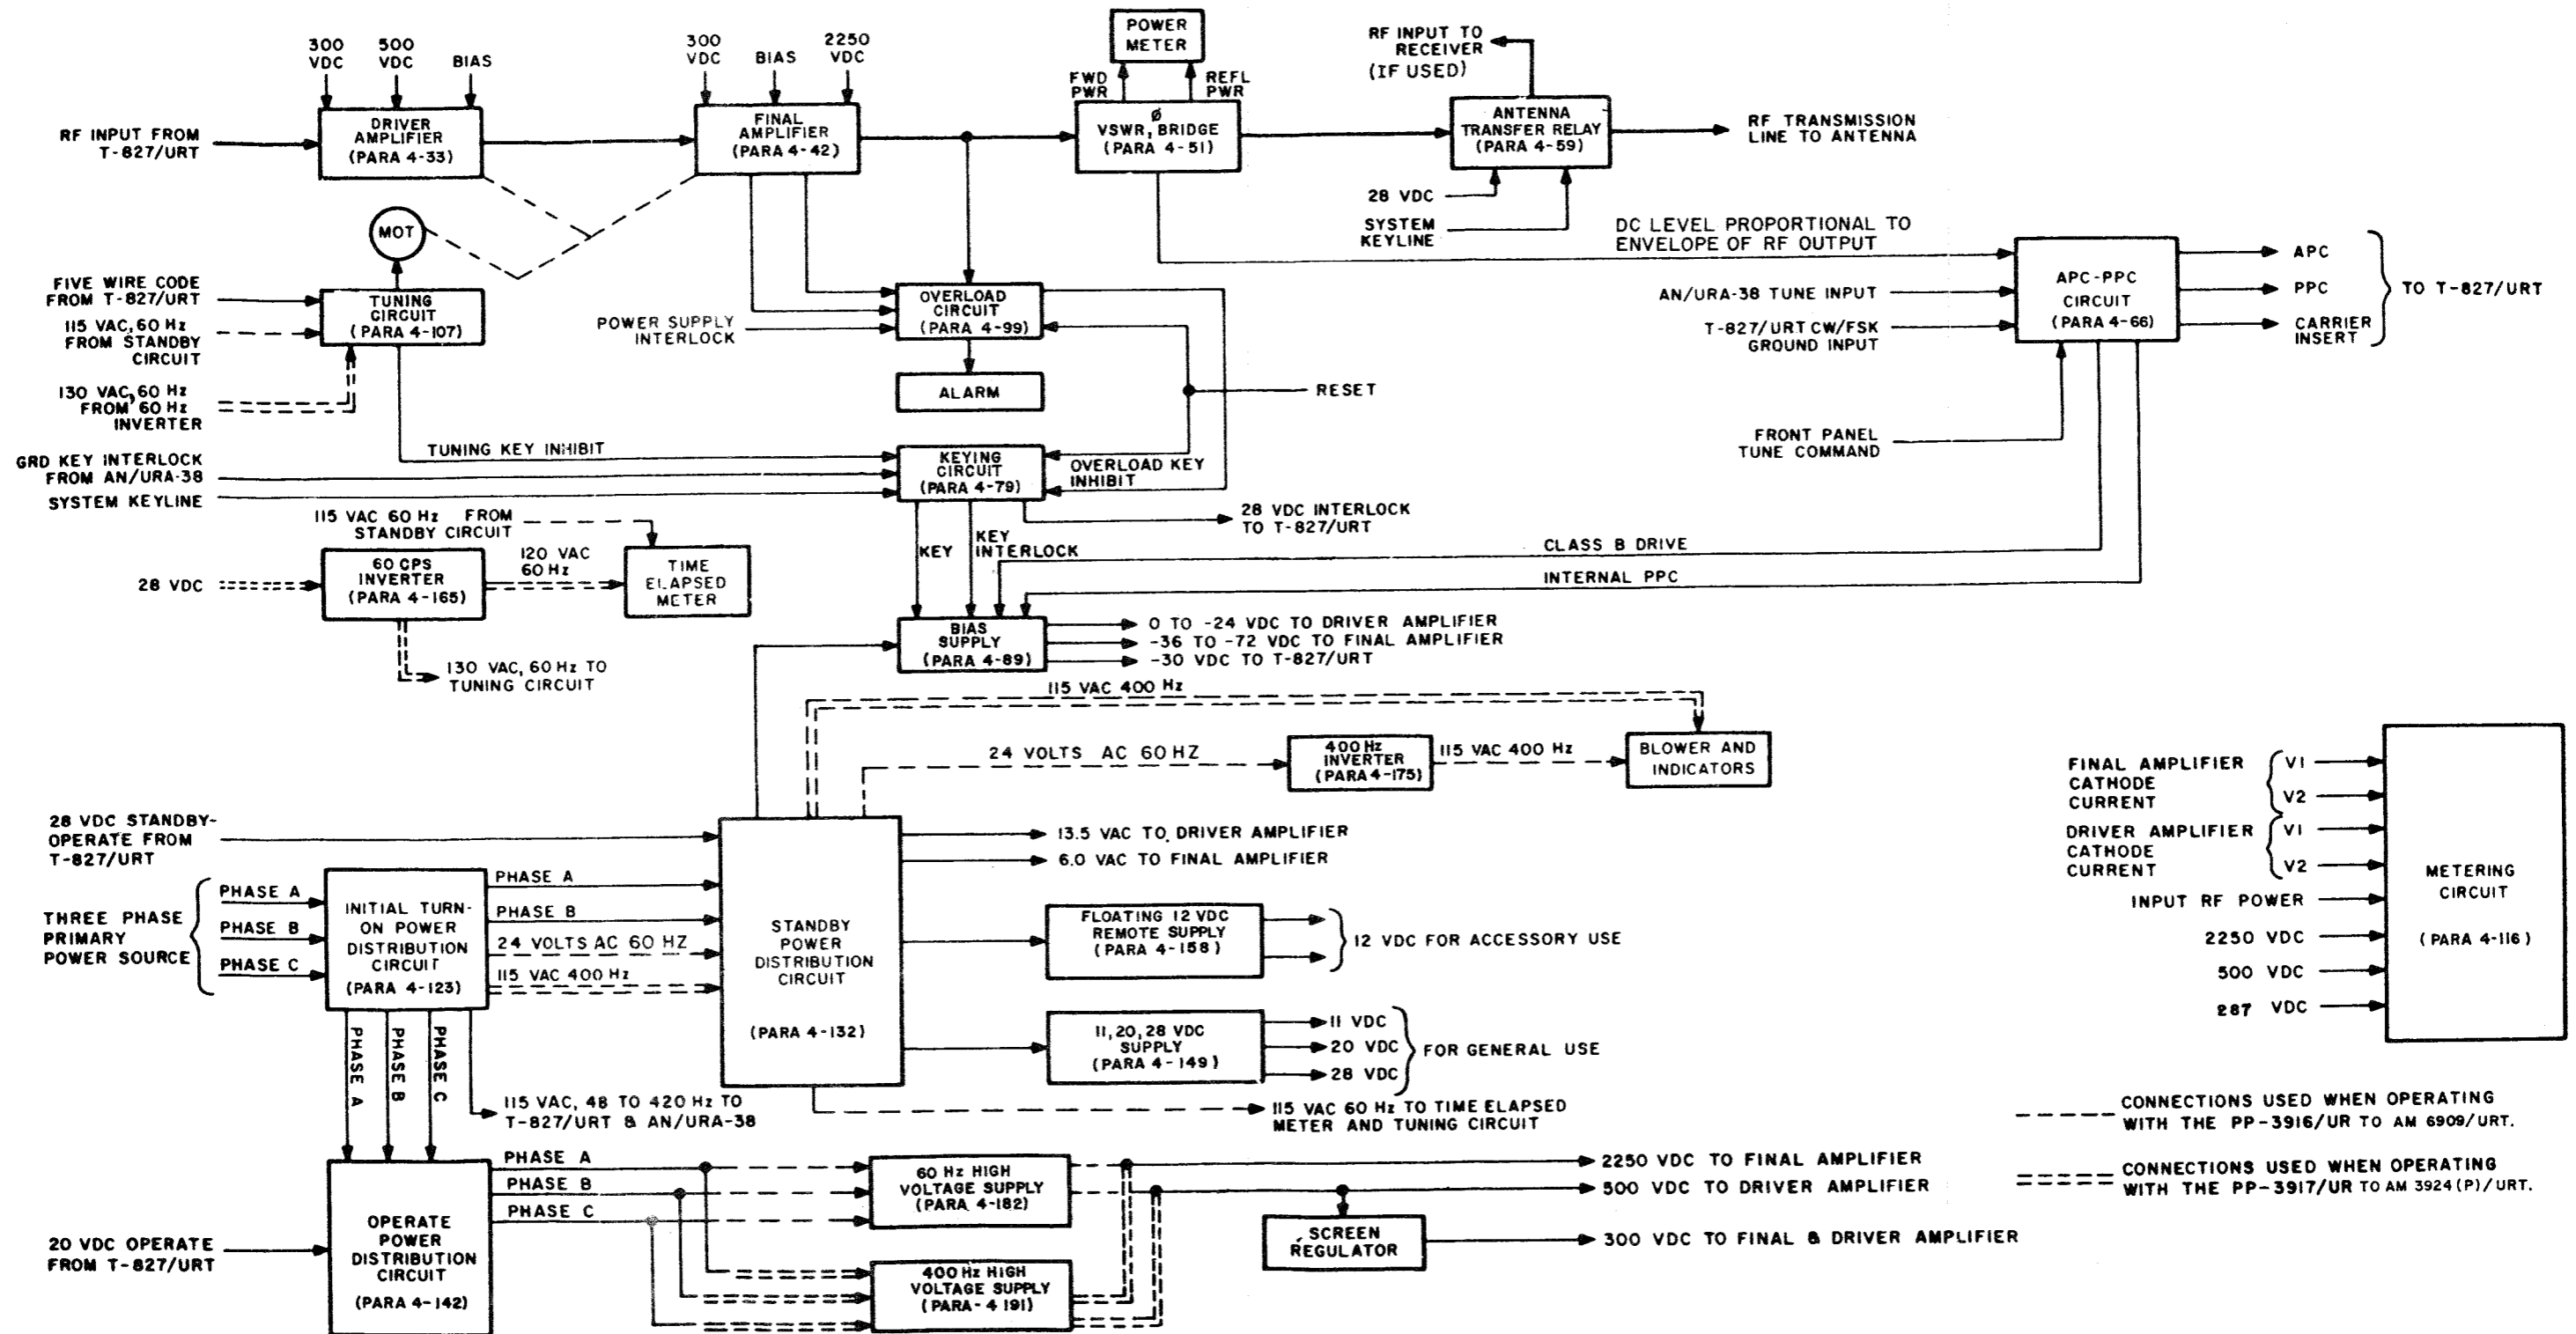 300
VDC
500
VDC
BIAS
300
VDC
BIAS
2250
VDC
POWER
METER
FWD
PWR
REFL
PWR
RF INPUT TO
RECEIVER
(IF USED)
RF INPUT FROM
T-827/URT
DRIVER
AMPLIFIER
(PARA 4-33)
FINAL
AMPLIFIER
(PARA 4-42)
Ø
VSWR, BRIDGE
(PARA 4-51)
ANTENNA
TRANSFER RELAY
(PARA 4-59)
RF TRANSMISSION
LINE TO ANTENNA
28 VDC
SYSTEM
KEYLINE
MOT
DC LEVEL PROPORTIONAL TO
ENVELOPE OF RF OUTPUT
FIVE WIRE CODE
FROM T-827/URT
115 VAC, 60 Hz
FROM STANDBY
CIRCUIT
130 VAC, 60 Hz
FROM 60 Hz
INVERTER
TUNING
CIRCUIT
(PARA 4-107)
POWER SUPPLY
INTERLOCK
OVERLOAD
CIRCUIT
(PARA 4-99)
ALARM
RESET
AN/URA-38 TUNE INPUT
T-827/URT CW/FSK
GROUND INPUT
APC-PPC
CIRCUIT
(PARA 4-66)
APC
PPC
CARRIER
INSERT
TO T-827/URT
FRONT PANEL
TUNE COMMAND
TUNING KEY INHIBIT
GRD KEY INTERLOCK
FROM AN/URA-38
SYSTEM KEYLINE
KEYING
CIRCUIT
(PARA 4-79)
OVERLOAD KEY
INHIBIT
28 VDC INTERLOCK
TO T-827/URT
115 VAC 60 Hz FROM
STANDBY CIRCUIT
28 VDC
60 CPS
INVERTER
(PARA 4-165)
120 VAC
60 Hz
TIME
ELAPSED
METER
KEY
KEY
INTERLOCK
CLASS B DRIVE
INTERNAL PPC
130 VAC, 60 Hz TO
TUNING CIRCUIT
BIAS
SUPPLY
(PARA 4-89)
0 TO -24 VDC TO DRIVER AMPLIFIER
-36 TO -72 VDC TO FINAL AMPLIFIER
-30 VDC TO T-827/URT
115 VAC 400 Hz
24 VOLTS AC 60 HZ
400 Hz
INVERTER
(PARA 4-175)
115 VAC 400 Hz
BLOWER AND
INDICATORS
28 VDC STANDBY-
OPERATE FROM
T-827/URT
THREE PHASE
PRIMARY
POWER SOURCE
PHASE A
PHASE B
PHASE C
INITIAL TURN-
ON POWER
DISTRIBUTION
CIRCUIT
(PARA 4-123)
PHASE A
PHASE B
24 VOLTS AC 60 HZ
115 VAC 400 Hz
STANDBY
POWER
DISTRIBUTION
CIRCUIT
(PARA 4-132)
13.5 VAC TO DRIVER AMPLIFIER
6.0 VAC TO FINAL AMPLIFIER
FLOATING 12 VDC
REMOTE SUPPLY
(PARA 4-158)
12 VDC FOR ACCESSORY USE
11, 20, 28 VDC
SUPPLY
(PARA 4-149)
11 VDC
20 VDC
28 VDC
FOR GENERAL USE
115 VAC 60 Hz TO TIME ELAPSED
METER AND TUNING CIRCUIT
FINAL AMPLIFIER
CATHODE
CURRENT
V1
V2
DRIVER AMPLIFIER
CATHODE
CURRENT
V1
V2
INPUT RF POWER
2250 VDC
500 VDC
287 VDC
METERING
CIRCUIT
(PARA 4-116)
PHASE A
PHASE B
PHASE C
115 VAC, 48 TO 420 Hz TO
T-827/URT & AN/URA-38
20 VDC OPERATE
FROM T-827/URT
OPERATE
POWER
DISTRIBUTION
CIRCUIT
(PARA 4-142)
PHASE A
PHASE B
PHASE C
60 Hz HIGH
VOLTAGE SUPPLY
(PARA 4-182)
400 Hz HIGH
VOLTAGE SUPPLY
(PARA-4 191)
2250 VDC TO FINAL AMPLIFIER
500 VDC TO DRIVER AMPLIFIER
SCREEN
REGULATOR
300 VDC TO FINAL & DRIVER AMPLIFIER
CONNECTIONS USED WHEN OPERATING
WITH THE PP-3916/UR TO AM 6909/URT.
CONNECTIONS USED WHEN OPERATING
WITH THE PP-3917/UR TO AM 3924(P)/URT.